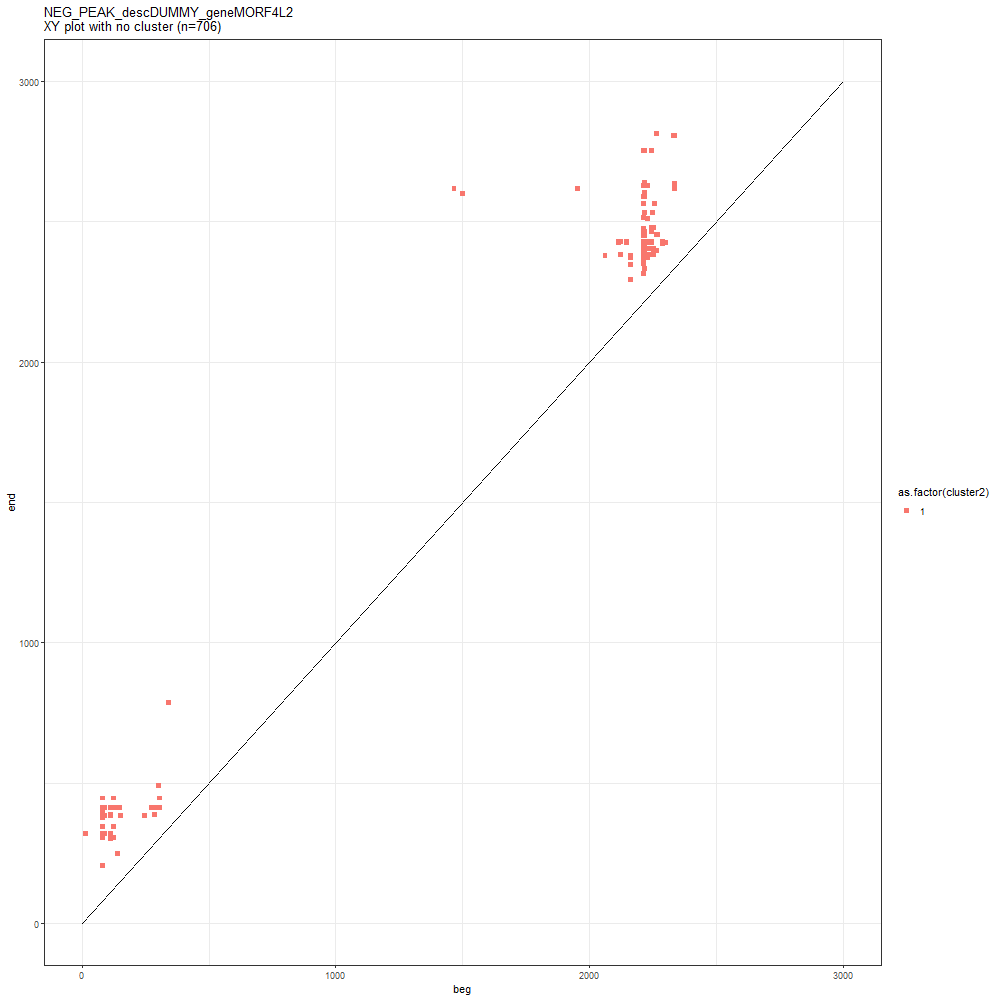 NEG_PEAK_descDUMMY_geneMORF4L2
XY plot with no cluster (n=706)
3000
2000
1000
0
end
0
1000
2000
3000
beg
as.factor(cluster2)
1